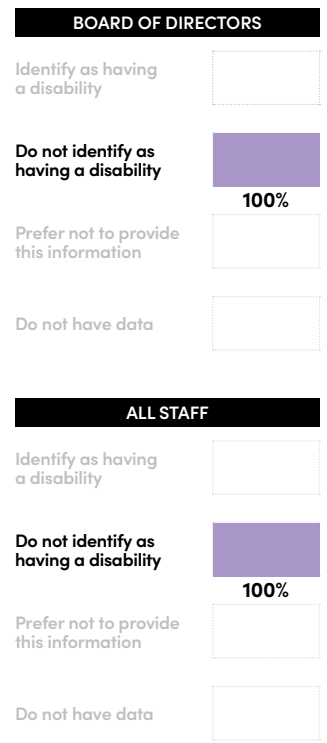 BOARD OF DIRECTORS
Identify as having
a disability
Do not identify as
having a disability
100%
Prefer not to provide
this information
Do not have data
ALL STAFF
Identify as having
a disability
Do not identify as
having a disability
100%
Prefer not to provide
this information
Do not have data